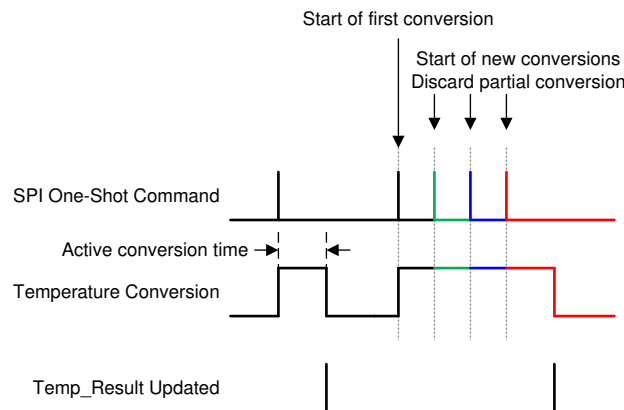 Start of first conversion
Start of new conversions
Discard partial conversion
SPI One-Shot Command
Active conversion time
Temperature Conversion
Temp_Result Updated